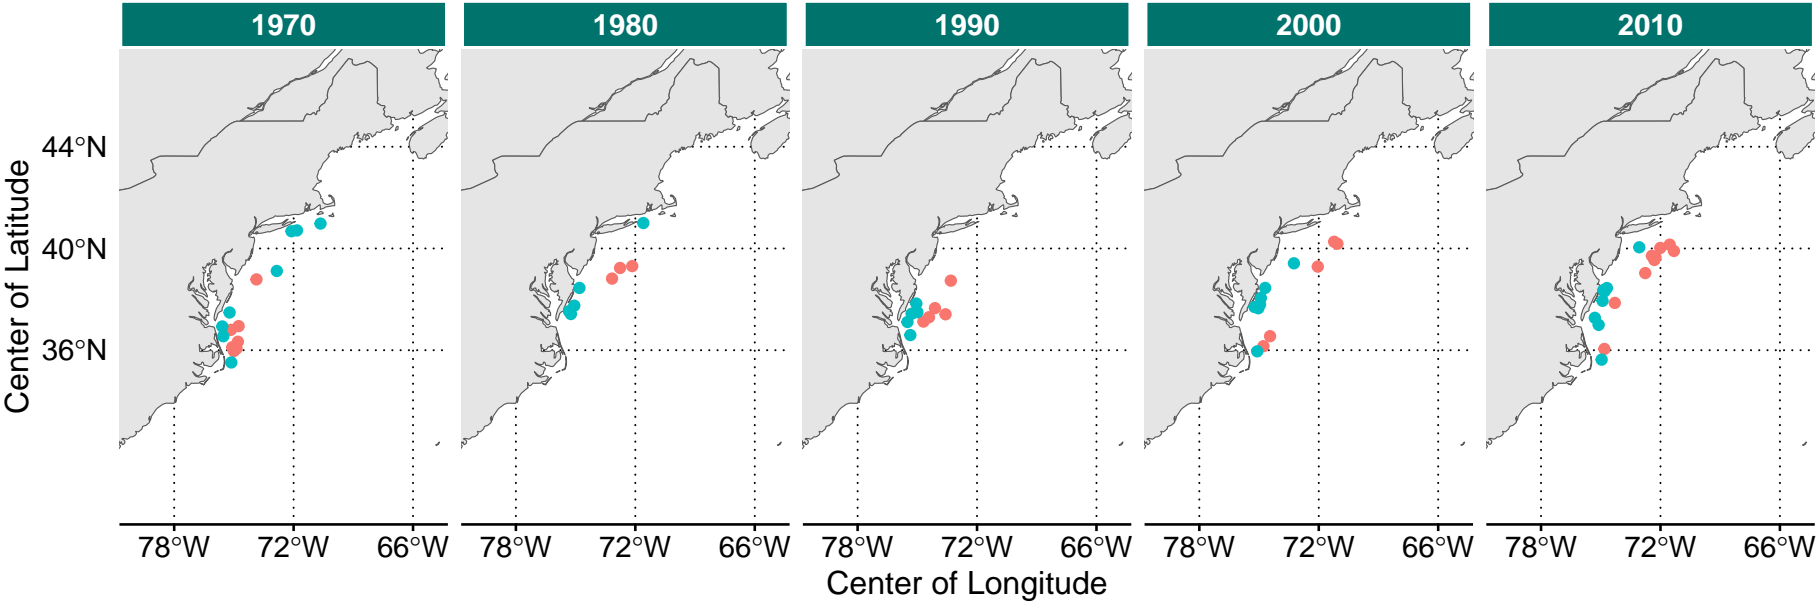 1970 1980 1990 2000 2010
Center of Latitude
44°N
40°N
36°N
78°W 72°W 66°W 78°W 72°W 66°W 78°W 72°W 66°W 78°W 72°W 66°W 78°W 72°W 66°W
Center of Longitude